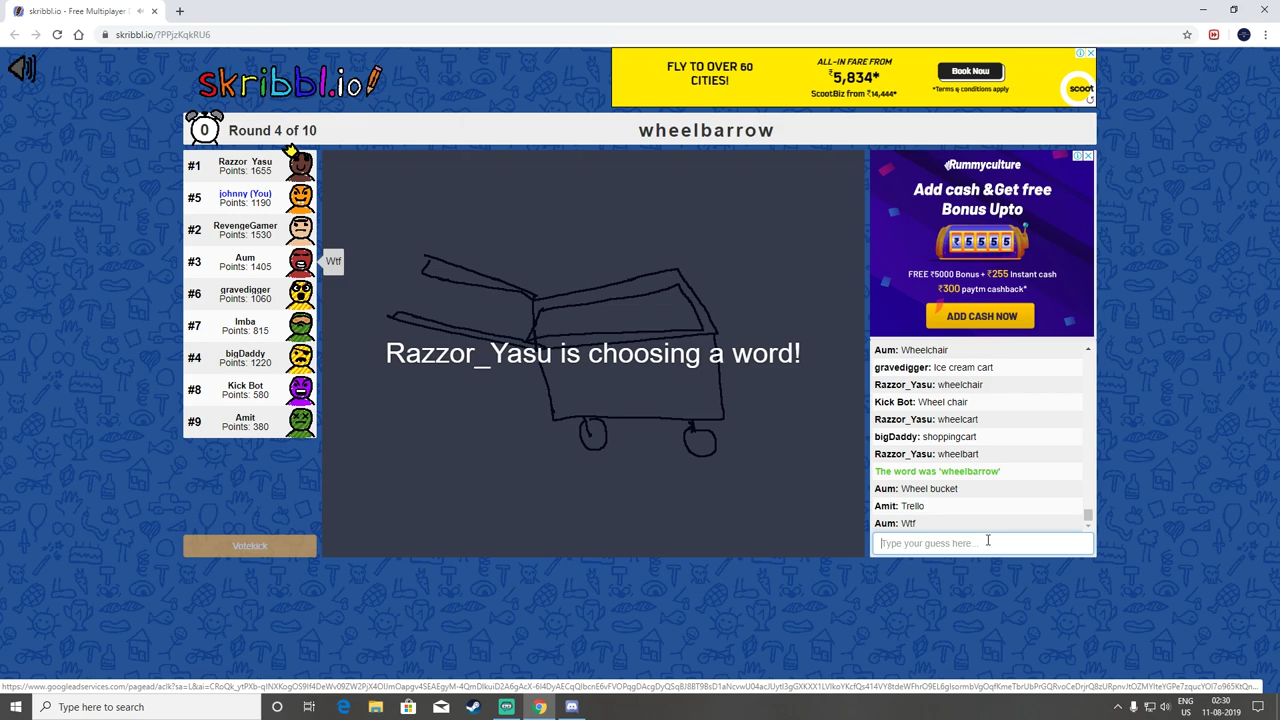 skribbl.io - Free Multiplayer
skribbl.io/?PPjzKqkRU6
skribbl.io
FLY TO OVER 60
CITIES!
ALL-IN FARE FROM
₹5,834*
ScootBiz from ₹14,444*
Book Now
*Terms & conditions apply
scoot
0
Round 4 of 10
wheelbarrow
#1
Razzor_Yasu
Points: 1655
#5
johnny (You)
Points: 1190
#2
RevengeGamer
Points: 1530
#3
Aum
Points: 1405
Wtf
#6
gravedigger
Points: 1060
#7
Imba
Points: 815
#4
bigDaddy
Points: 1220
#8
Kick Bot
Points: 580
#9
Amit
Points: 380
Votekick
Razzor_Yasu is choosing a word!
Rummyculture
Add cash &Get free
Bonus Upto
₹5555
FREE ₹5000 Bonus + ₹255 Instant cash
₹300 paytm cashback*
ADD CASH NOW
Aum: Wheelchair
gravedigger: Ice cream cart
Razzor_Yasu: wheelchair
Kick Bot: Wheel chair
Razzor_Yasu: wheelcart
bigDaddy: shoppingcart
Razzor_Yasu: wheelbart
The word was 'wheelbarrow'
Aum: Wheel bucket
Amit: Trello
Aum: Wtf
Type your guess here...
Type here to search
ENG
02:30
11-08-2019